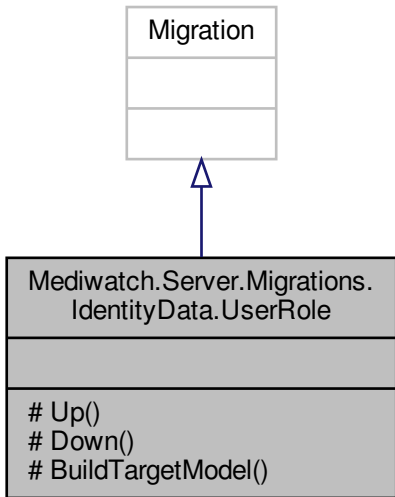 Migration
Mediwatch.Server.Migrations.
IdentityData.UserRole
# Up()
# Down()
# BuildTargetModel()